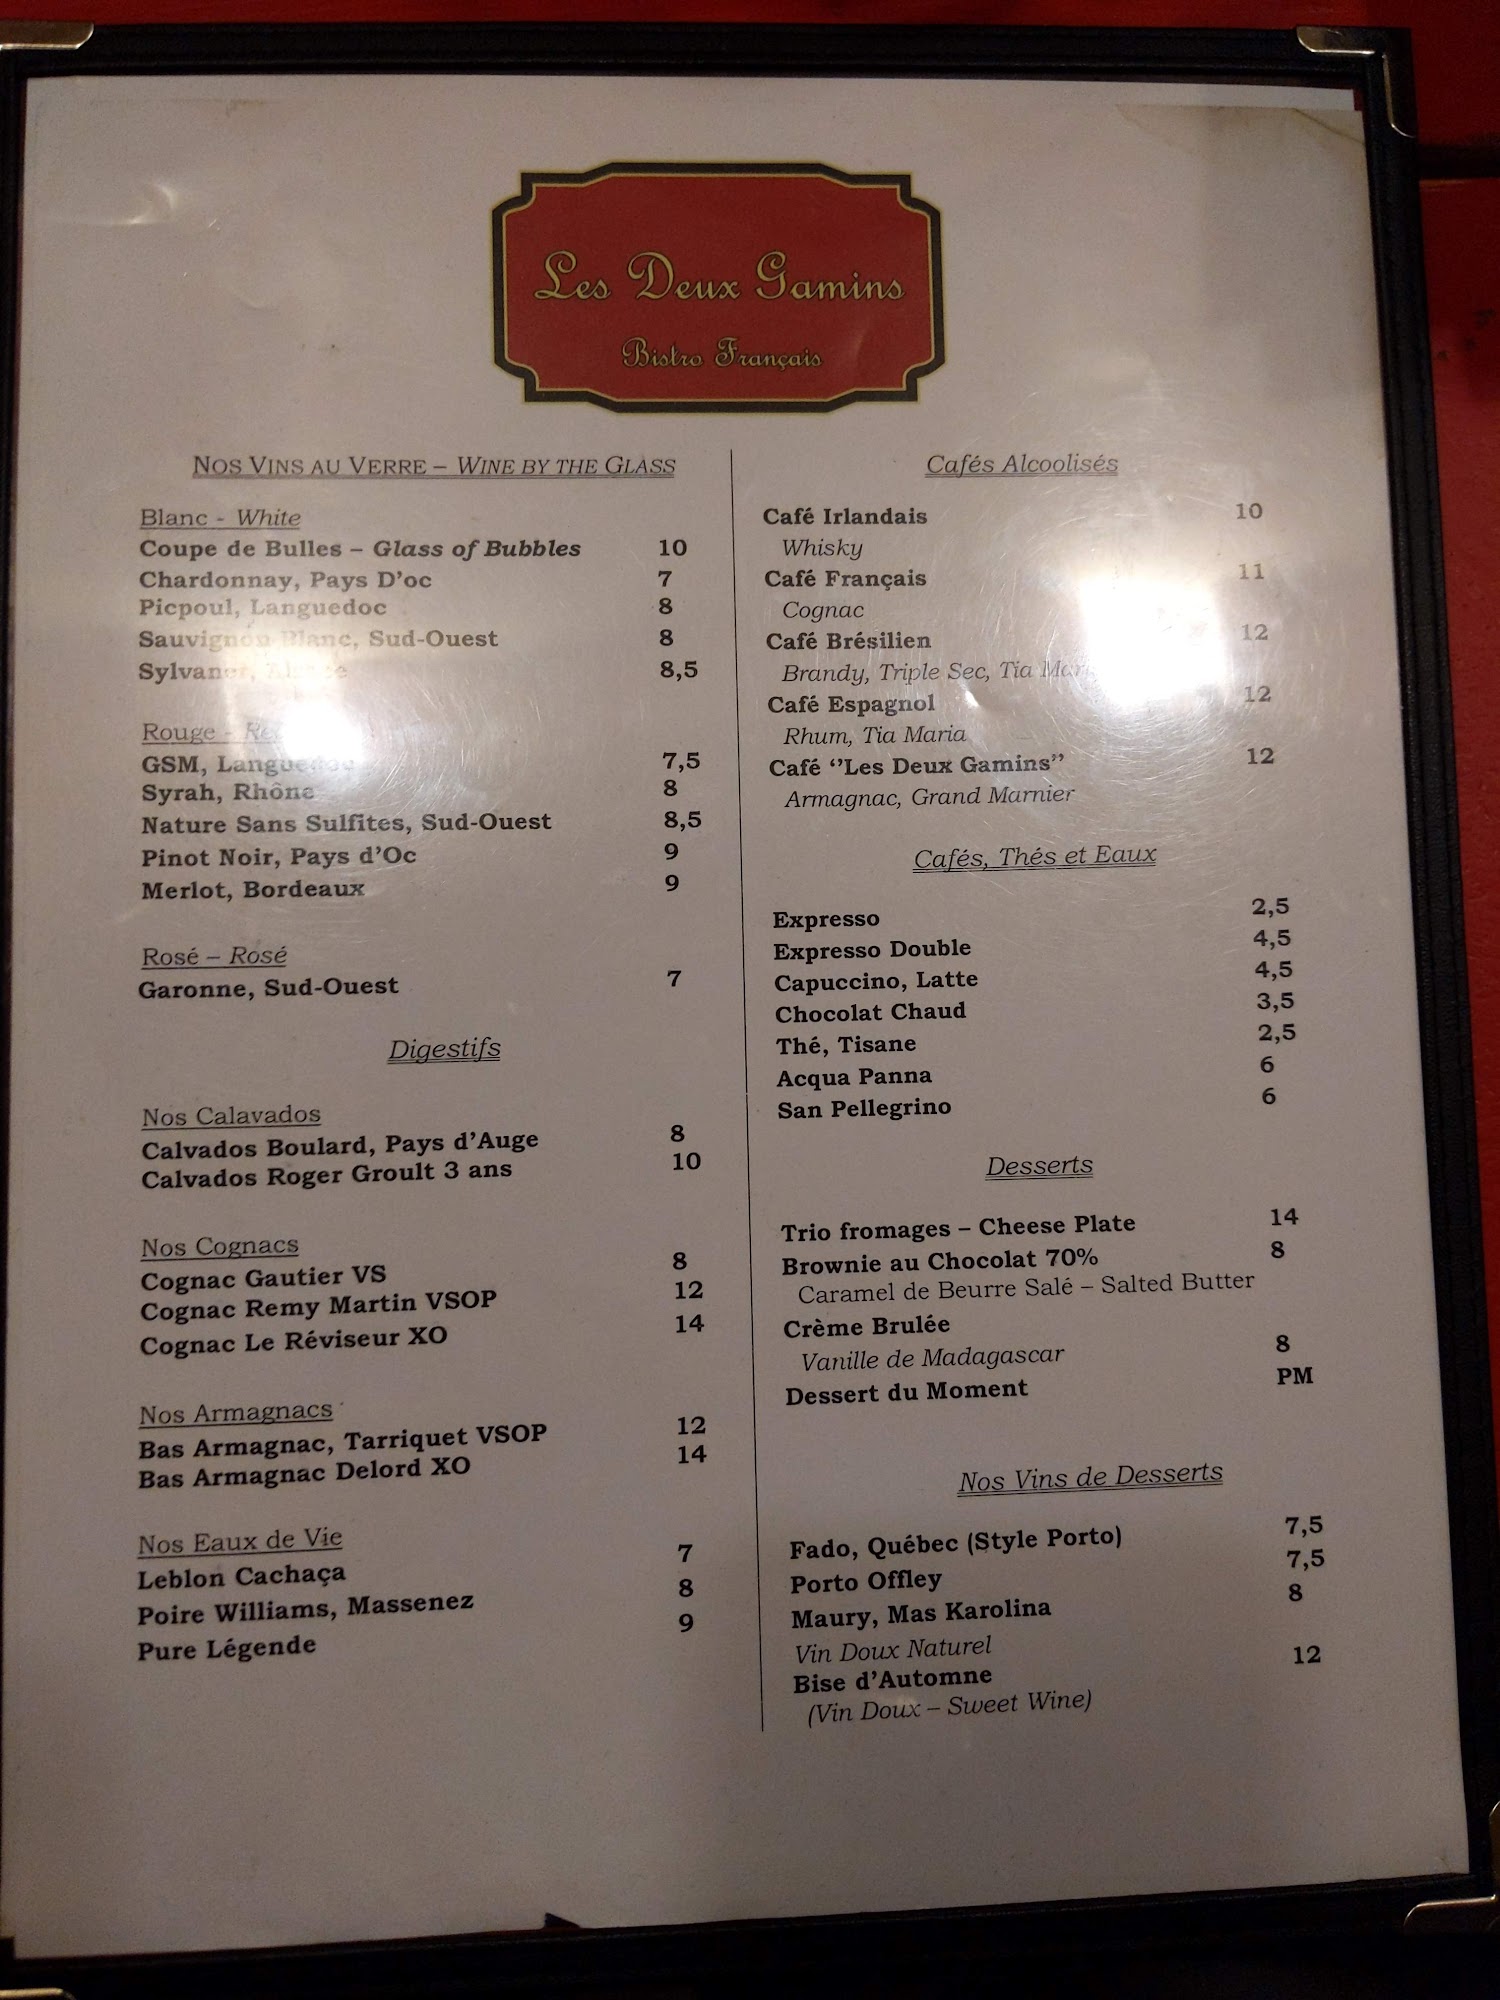 Les Deux Gamins
Bistro Français
NOS VINS AU VERRE – WINE BY THE GLASS
Blanc - White
Coupe de Bulles – Glass of Bubbles 10
Chardonnay, Pays D'oc 7
Picpoul, Languedoc 8
Sauvignon Blanc, Sud-Ouest 8
Sylvaner, 8,5
Rouge -
GSM, Languedoc 7,5
Syrah, Rhône 8
Nature Sans Sulfites, Sud-Ouest 8,5
Pinot Noir, Pays d'Oc 9
Merlot, Bordeaux 9
Rosé – Rosé
Garonne, Sud-Ouest 7
Digestifs
Nos Calavados
Calvados Boulard, Pays d'Auge 8
Calvados Roger Groult 3 ans 10
Nos Cognacs
Cognac Gautier VS 8
Cognac Remy Martin VSOP 12
Cognac Le Réviseur XO 14
Nos Armagnacs
Bas Armagnac, Tarriquet VSOP 12
Bas Armagnac Delord XO 14
Nos Eaux de Vie
Leblon Cachaça 7
Poire Williams, Massenez 8
Pure Légende 9
Cafés Alcoolisés
Café Irlandais 10
Whisky
Café Français 11
Cognac
Café Brésilien 12
Brandy, Triple Sec, Tia Maria
Café Espagnol 12
Rhum, Tia Maria
Café ‘’Les Deux Gamins’’ 12
Armagnac, Grand Marnier
Cafés, Thés et Eaux
Expresso 2,5
Expresso Double 4,5
Capuccino, Latte 4,5
Chocolat Chaud 3,5
Thé, Tisane 2,5
Acqua Panna 6
San Pellegrino 6
Desserts
Trio fromages – Cheese Plate 14
Brownie au Chocolat 70% 8
Caramel de Beurre Salé – Salted Butter
Crème Brulée
Vanille de Madagascar 8
Dessert du Moment PM
Nos Vins de Desserts
Fado, Québec (Style Porto) 7,5
Porto Offley 7,5
Maury, Mas Karolina 8
Vin Doux Naturel
Bise d'Automne 12
(Vin Doux – Sweet Wine)